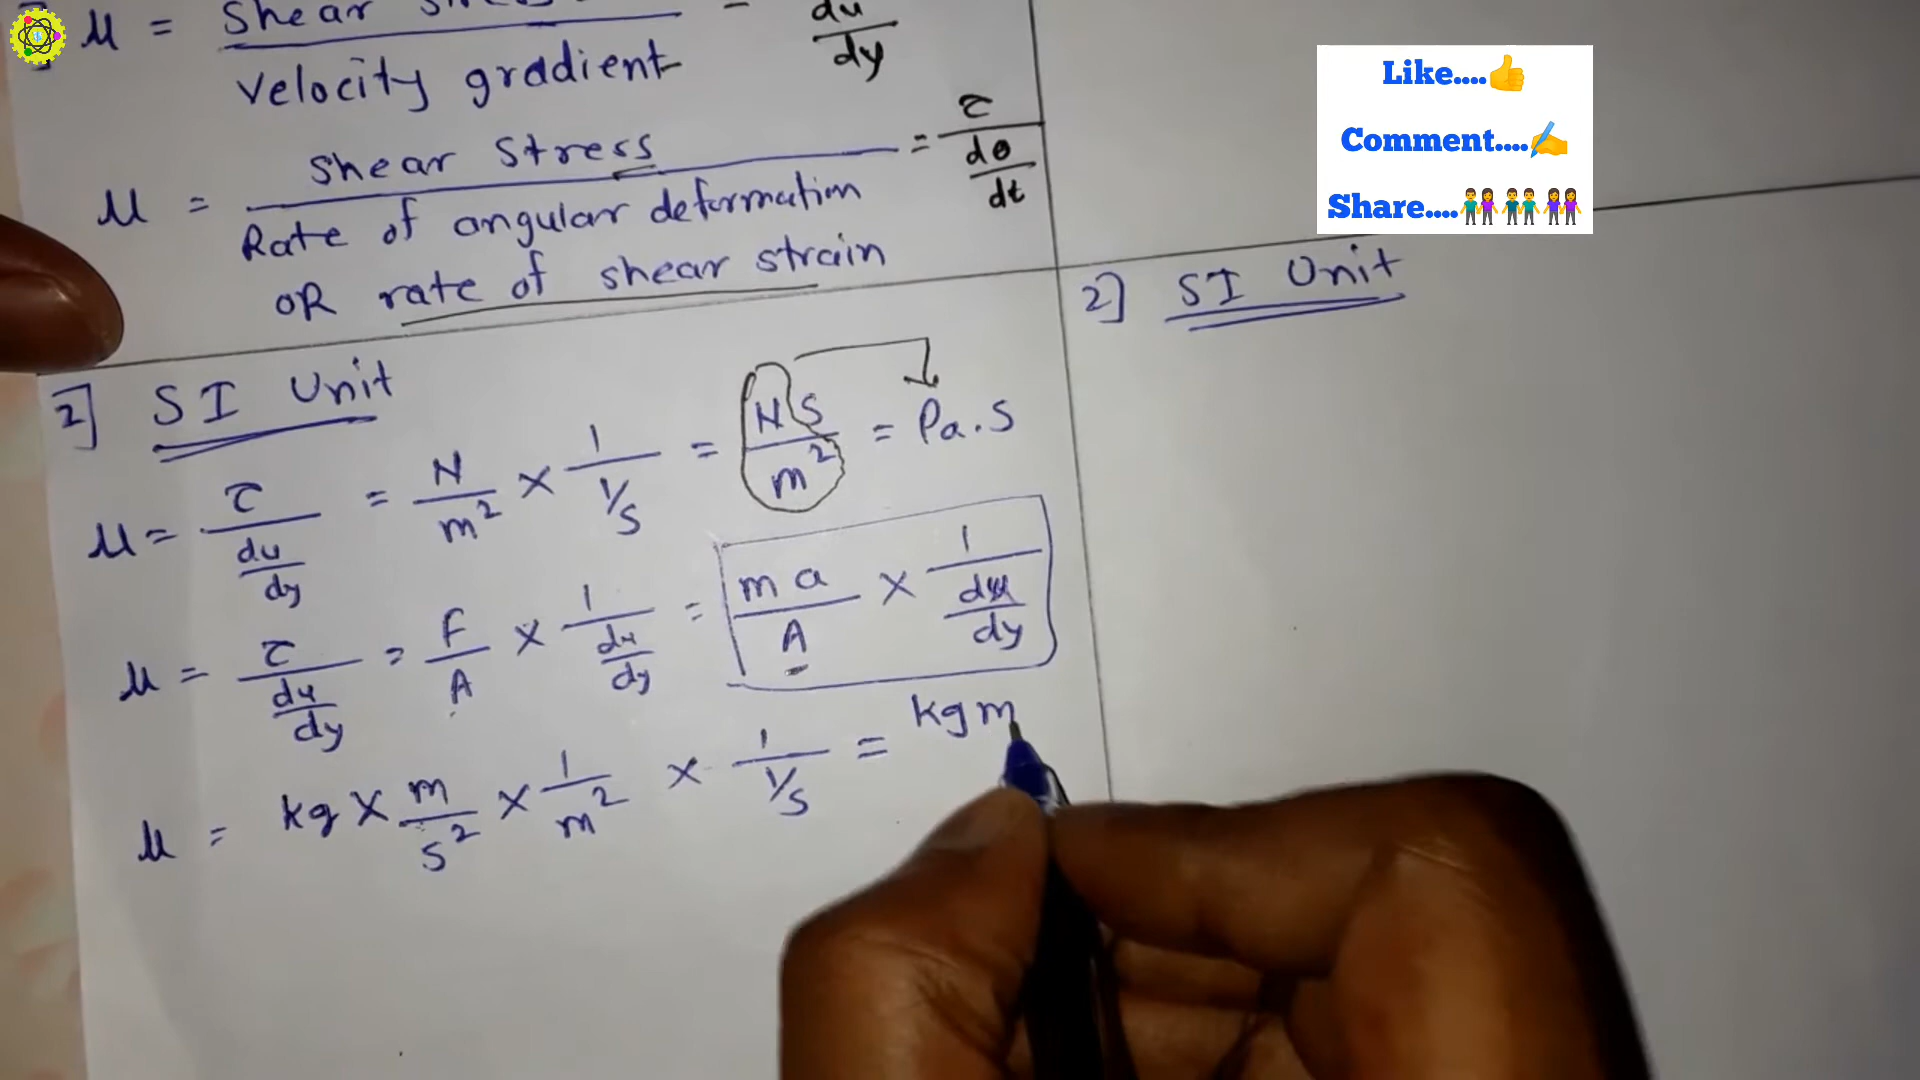 μ = Shear
Velocity gradient
du
dy
μ = Shear Stress = τ
Rate of angular deformation dθ
OR rate of shear strain dt
2] SI Unit
μ = τ / du/dy = N/m² × 1 / 1/s = NS/m² = Pa.S
μ = τ / du/dy = F/A × 1 / du/dy = ma/A × 1 / du/dy
μ = kg × m/s² × 1/m² × 1 / 1/s = kg m
Like....👍
Comment....✍
Share....👫👬👭
2] SI Unit